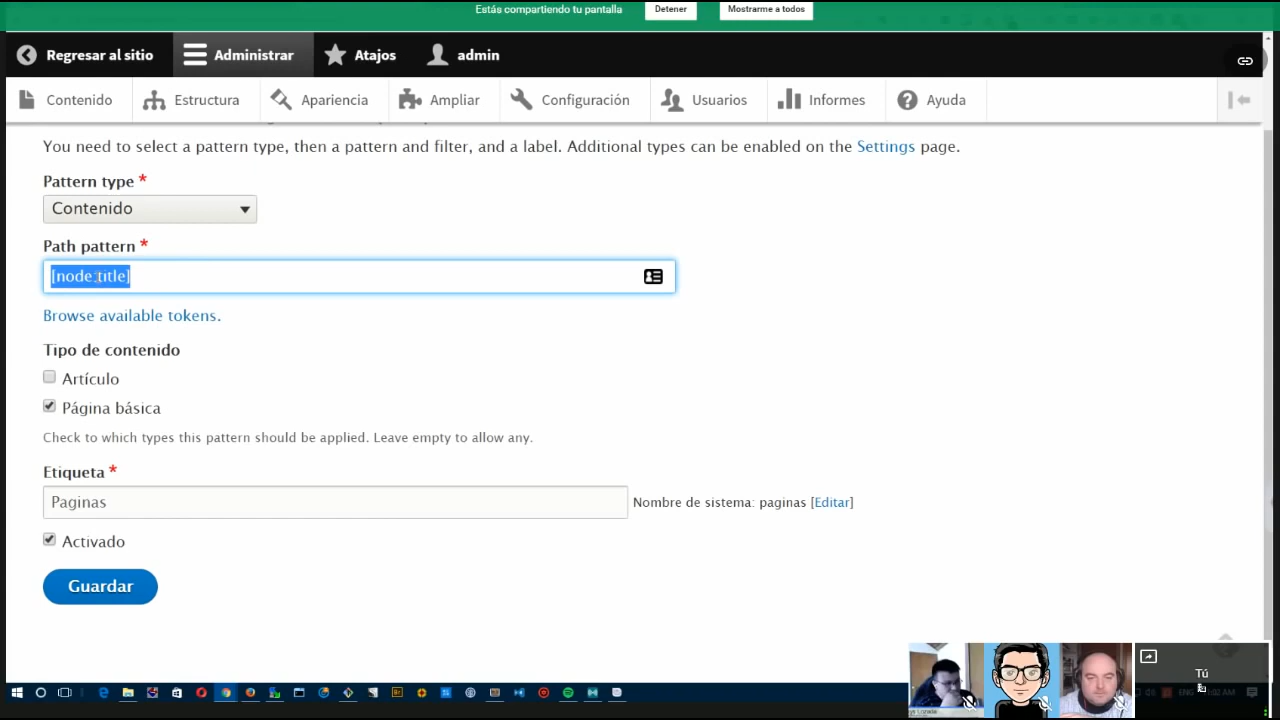 Estás compartiendo tu pantalla Detener Mostrarme a todos
Regresar al sitio Administrar Atajos admin
Contenido Estructura Apariencia Ampliar Configuración Usuarios Informes Ayuda
You need to select a pattern type, then a pattern and filter, and a label. Additional types can be enabled on the Settings page.
Pattern type *
Contenido
Path pattern *
[node:title]
Browse available tokens.
Tipo de contenido
Artículo
Página básica
Check to which types this pattern should be applied. Leave empty to allow any.
Etiqueta *
Paginas Nombre de sistema: paginas [Editar]
Activado
Guardar
Tú